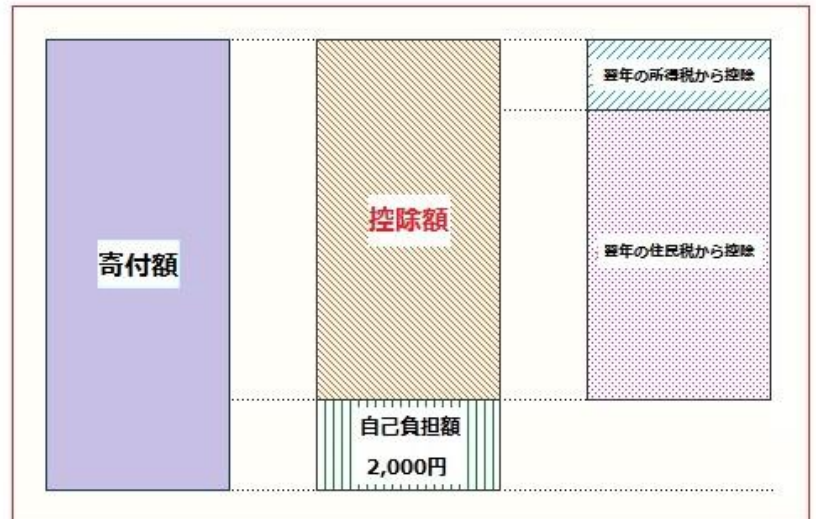 寄付額
控除額
自己負担額
2,000円
翌年の所得税から控除
翌年の住民税から控除